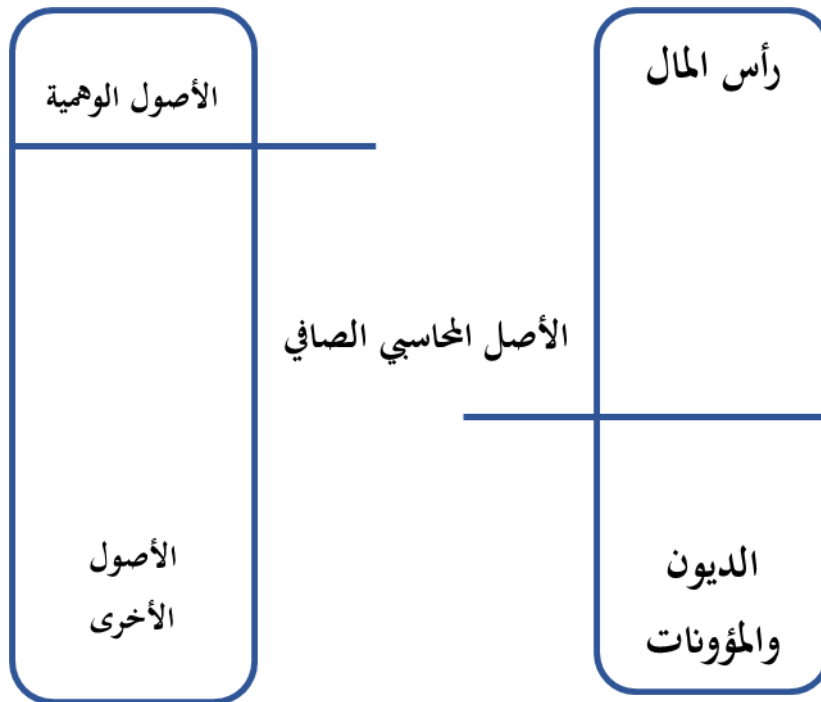 رأس المال
الأصول الوهمية
الأصل المحاسبي الصافي
الأصول
الأخرى
الديون
والمؤونات